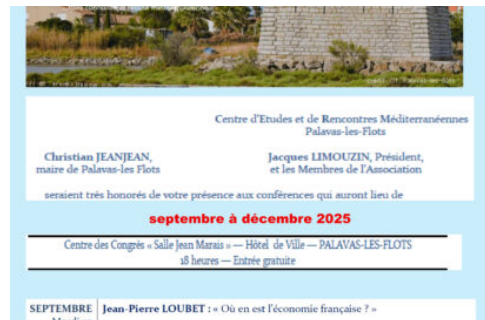 Centre d'Etudes et de Rencontres Méditerranéennes
Palavas-les-Flots
Christian JEANJEAN,
maire de Palavas-les Flots
Jacques LIMOUZIN, Président,
et les Membres de l'Association
seraient très honorés de votre présence aux conférences qui auront lieu de
septembre à décembre 2025
Centre des Congrès « Salle Jean Marais » — Hôtel de Ville — PALAVAS-LES-FLOTS
18 heures — Entrée gratuite
SEPTEMBRE
Jean-Pierre LOUBET : « Où en est l'économie française ? »